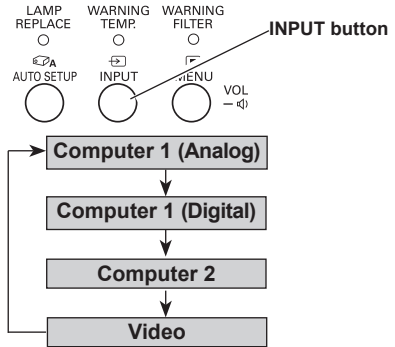 LAMP REPLACE
WARNING TEMP.
WARNING FILTER
INPUT button
AUTO SETUP
INPUT
MENU
VOL
Computer 1 (Analog)
Computer 1 (Digital)
Computer 2
Video